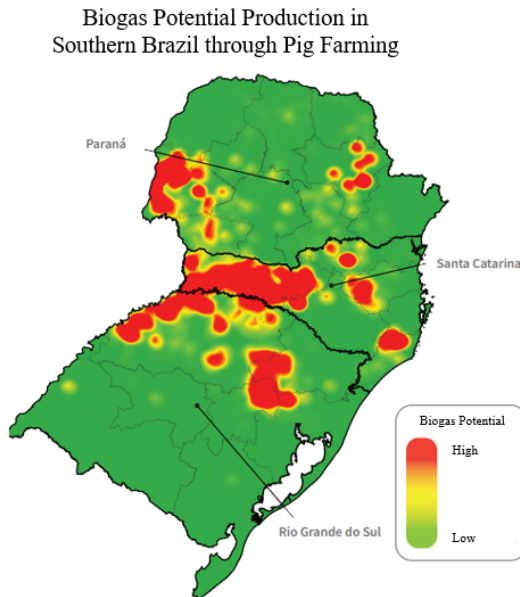 Biogas Potential Production in
Southern Brazil through Pig Farming
Paraná
Santa Catarina
Biogas Potential
High
Low
Rio Grande do Sul